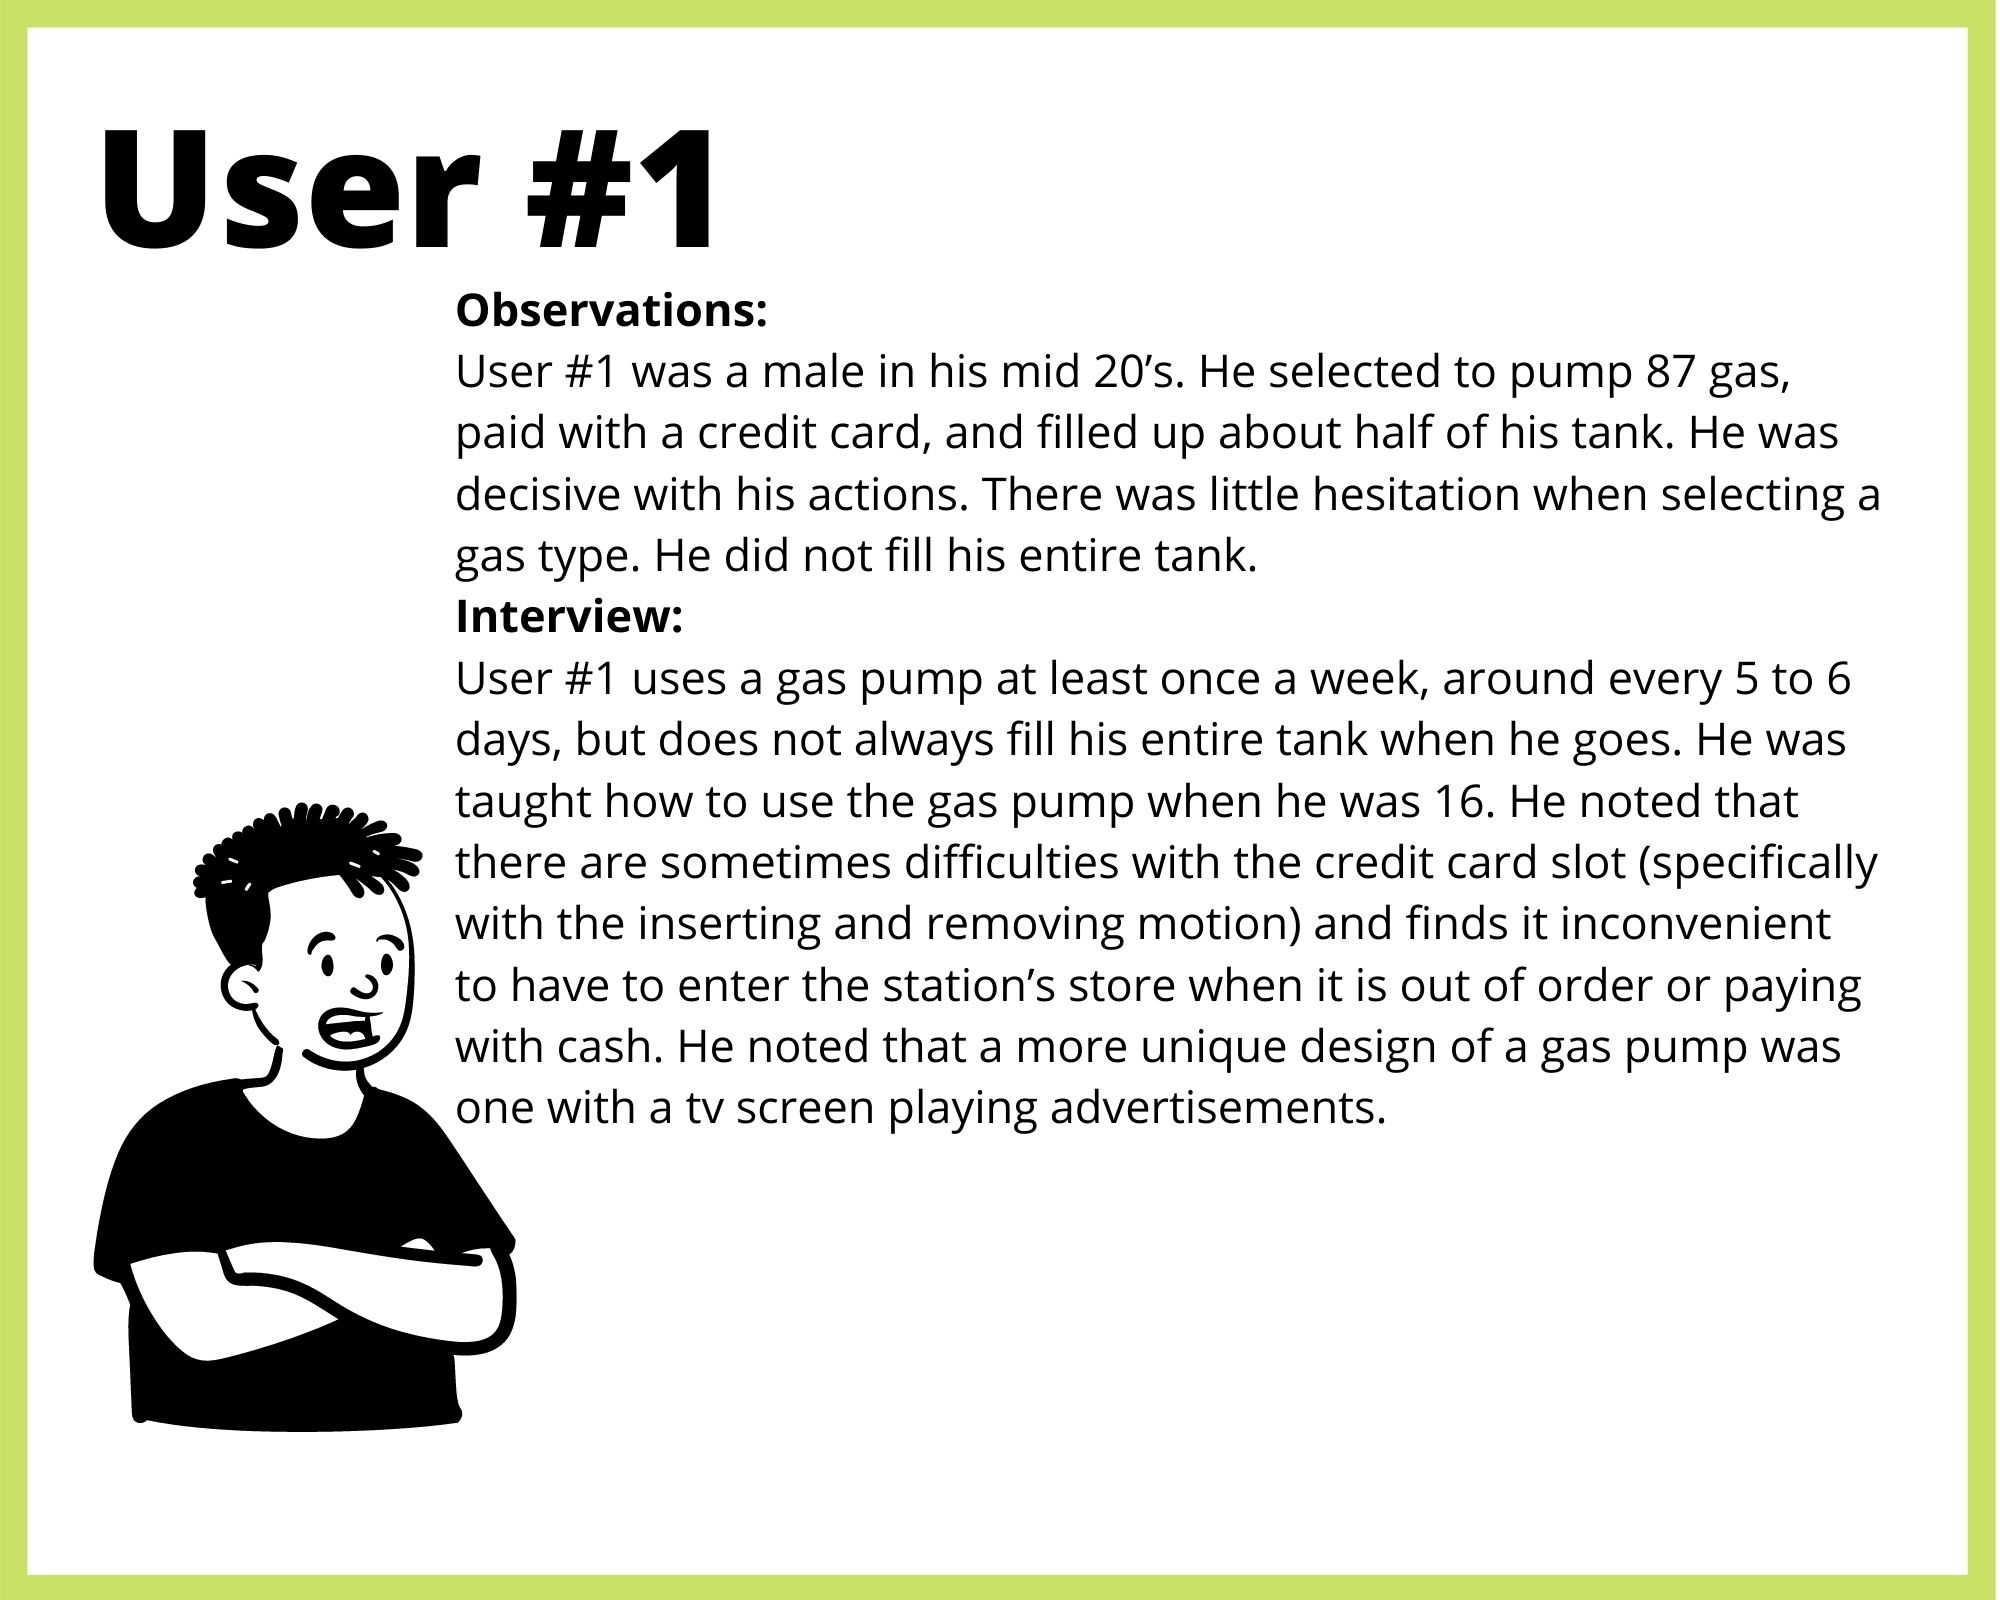 User #1
Observations:
User #1 was a male in his mid 20’s. He selected to pump 87 gas,
paid with a credit card, and filled up about half of his tank. He was
decisive with his actions. There was little hesitation when selecting a
gas type. He did not fill his entire tank.
Interview:
User #1 uses a gas pump at least once a week, around every 5 to 6
days, but does not always fill his entire tank when he goes. He was
taught how to use the gas pump when he was 16. He noted that
there are sometimes difficulties with the credit card slot (specifically
with the inserting and removing motion) and finds it inconvenient
to have to enter the station’s store when it is out of order or paying
with cash. He noted that a more unique design of a gas pump was
one with a tv screen playing advertisements.